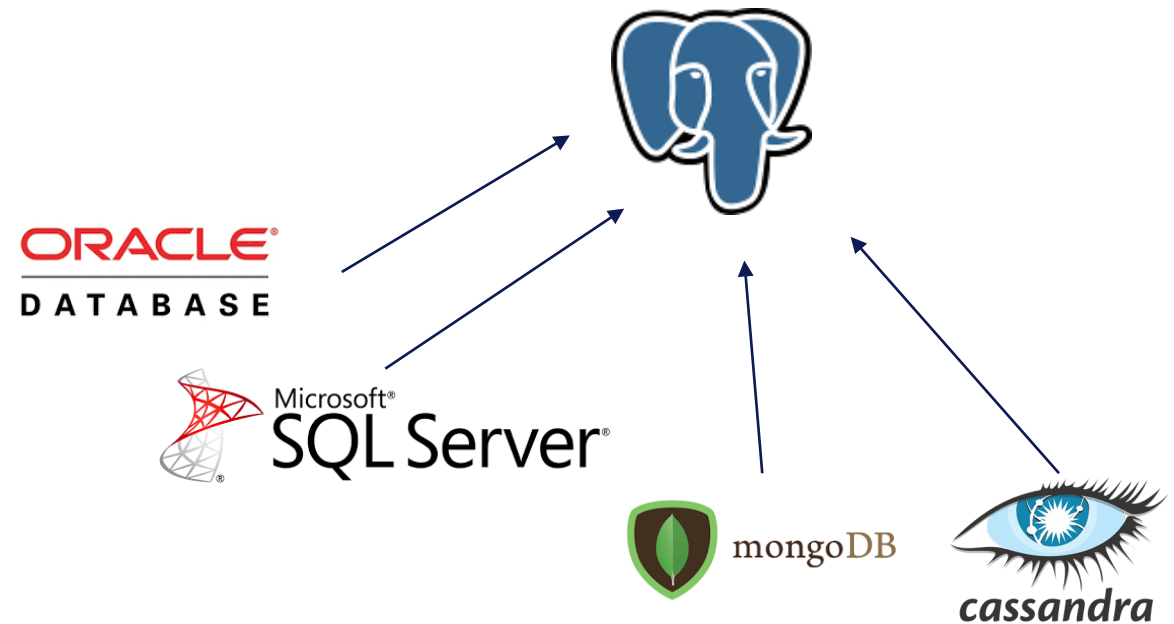 ORACLE®
DATABASE
Microsoft®
SQL Server®
®
mongoDB
cassandra